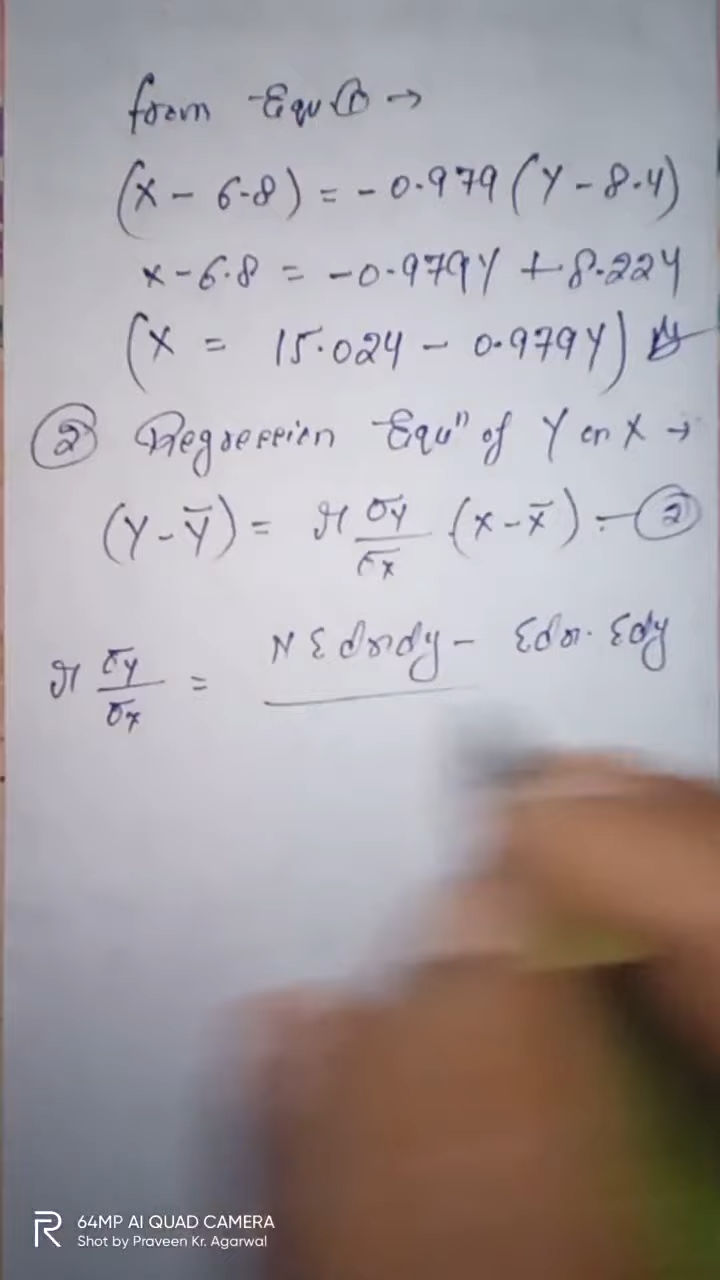 from Equ ① →
(X - 6.8) = -0.979 (Y - 8.4)
x - 6.8 = -0.979Y + 8.224
(X = 15.024 - 0.979Y)
② Regression Equⁿ of Y on X →
(Y - Ȳ) = r σy/σx (x - x̄) - ②
r σy/σx = N Σdxdy - Σdx. Σdy
64MP AI QUAD CAMERA
Shot by Praveen Kr. Agarwal